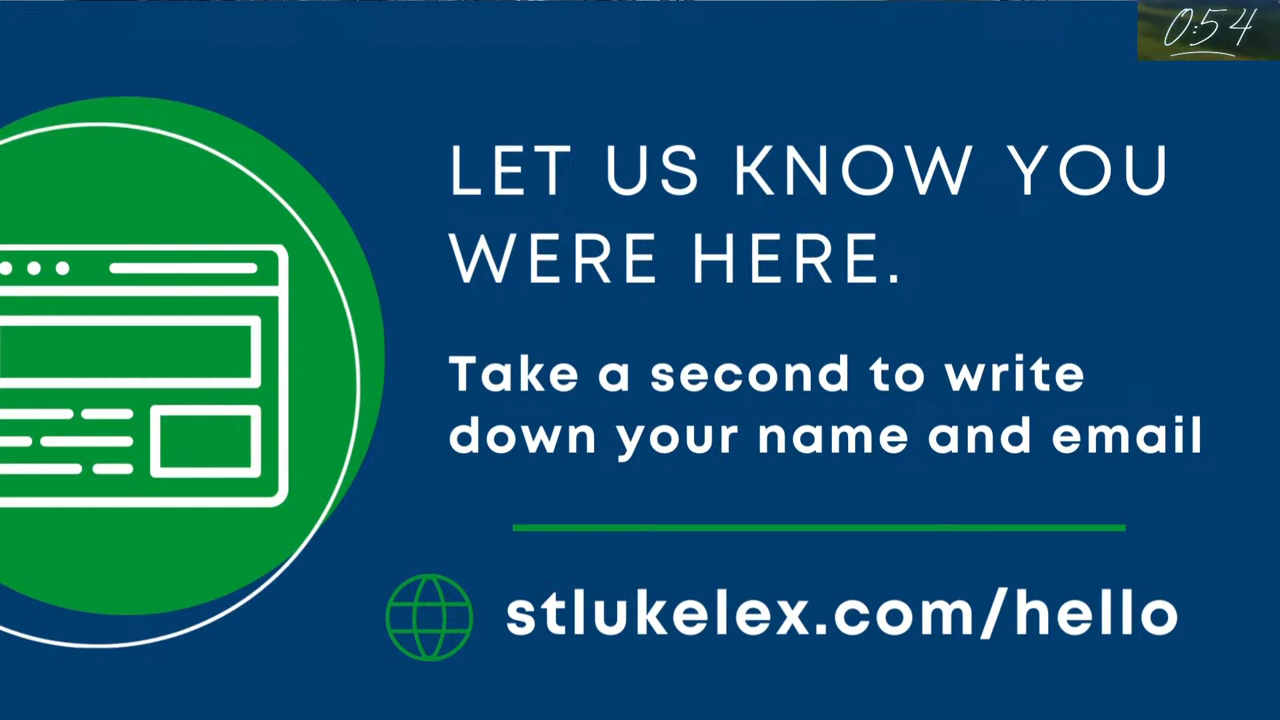 0:54
LET US KNOW YOU
WERE HERE.
Take a second to write
down your name and email
stlukelex.com/hello